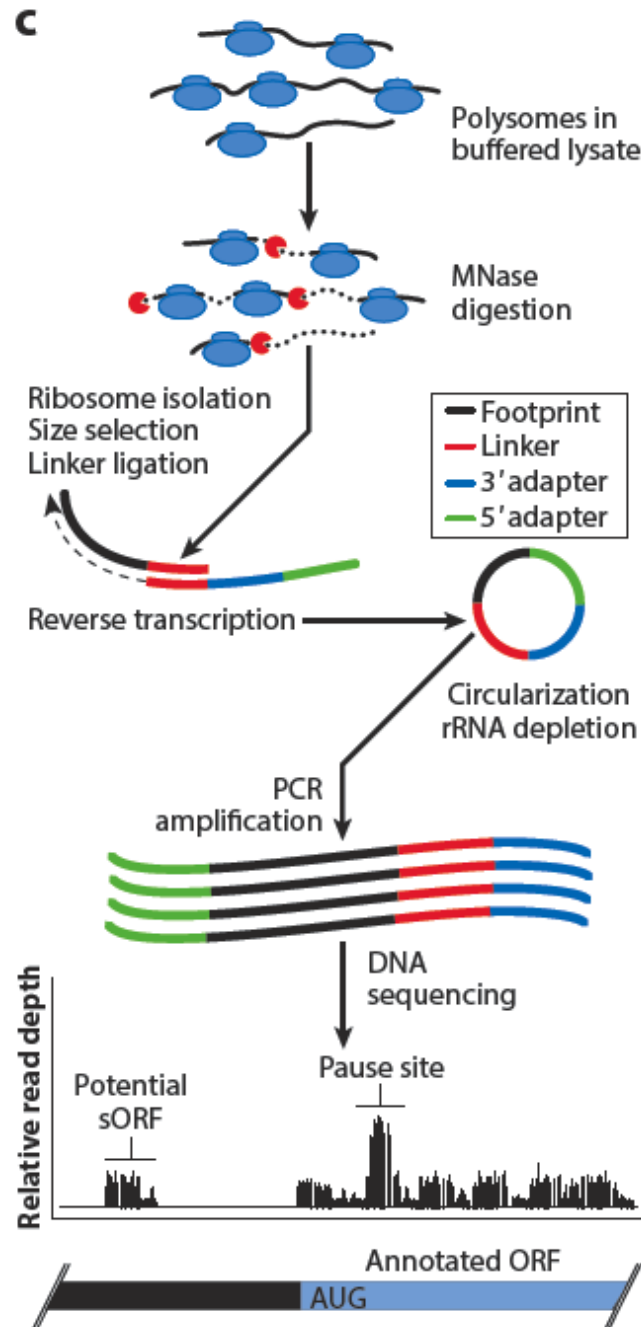 c
Polysomes in
buffered lysate
MNase
digestion
Ribosome isolation
Size selection
Linker ligation
Footprint
Linker
3′ adapter
5′ adapter
Reverse transcription
Circularization
rRNA depletion
PCR
amplification
DNA
sequencing
Relative read depth
Potential
sORF
Pause site
Annotated ORF
AUG